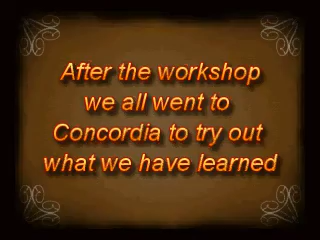 After the workshop
we all went to
Concordia to try out
what we have learned